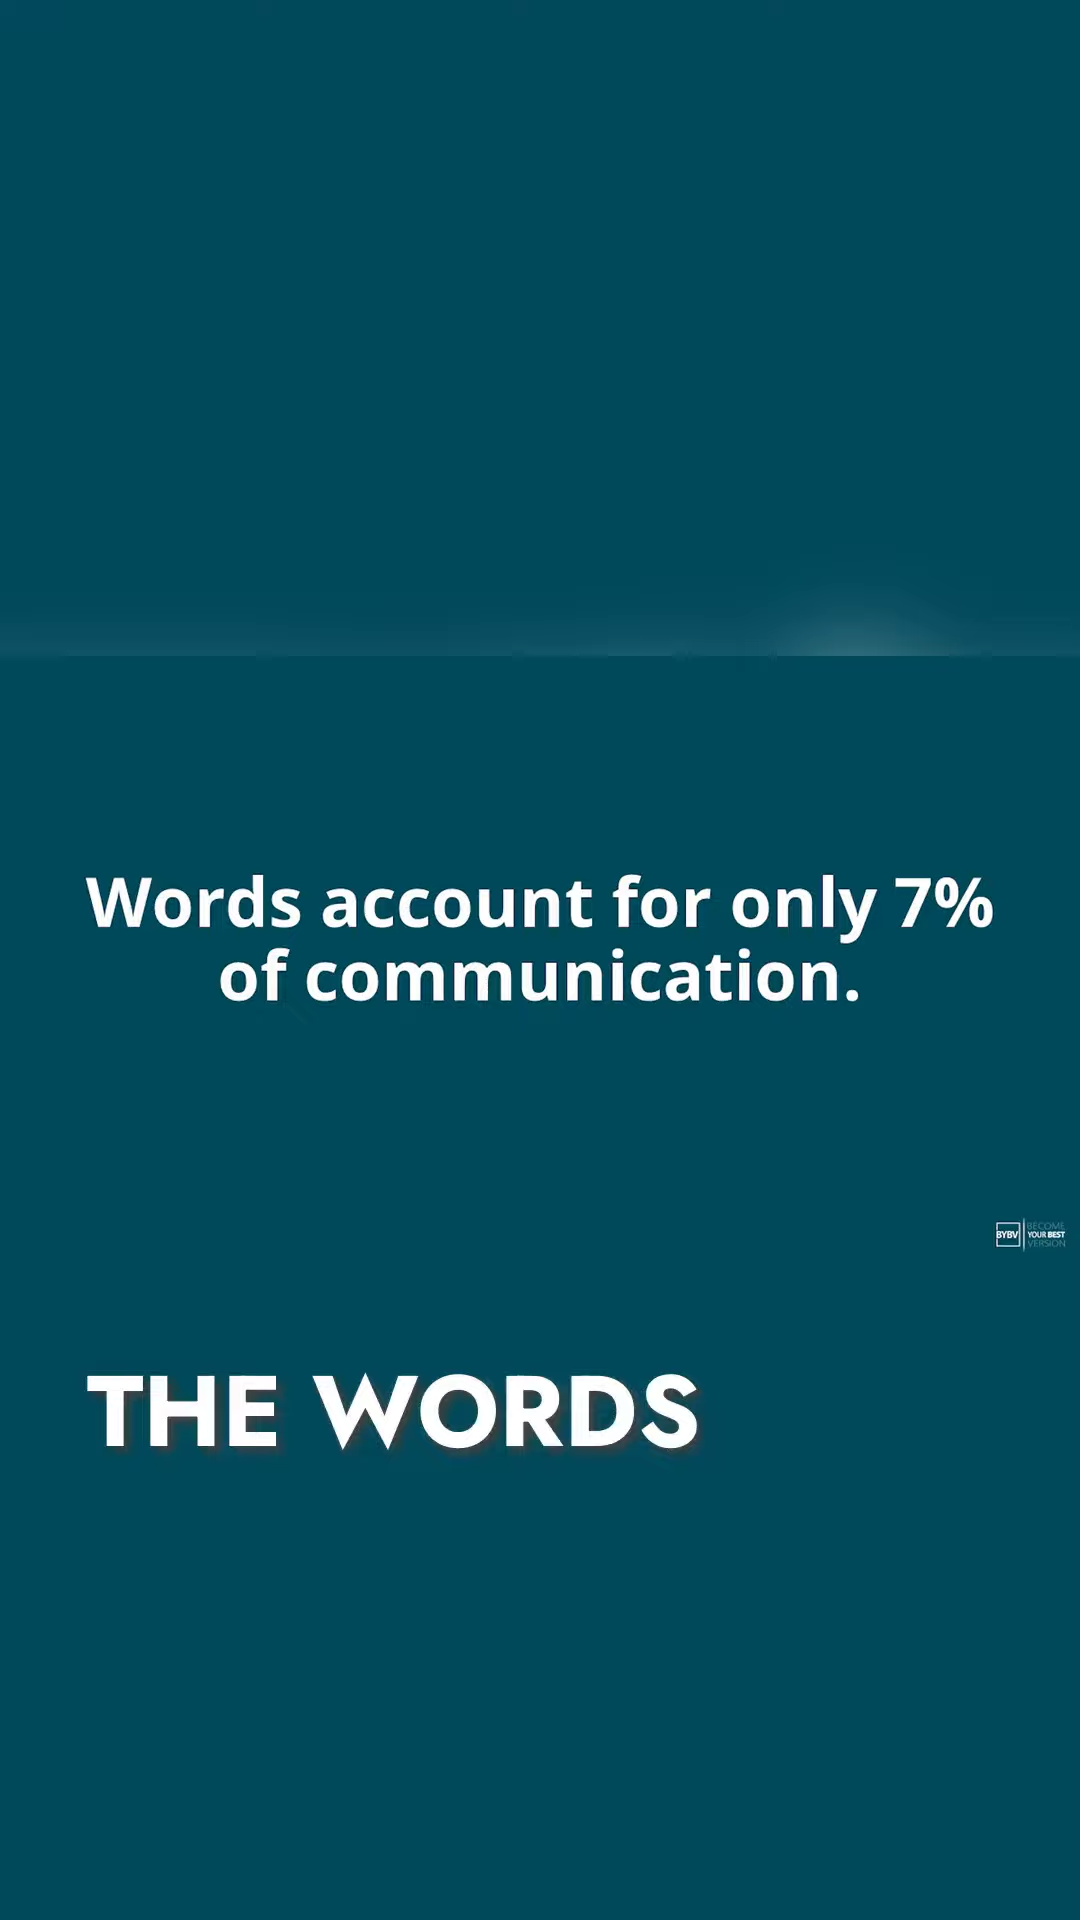 Words account for only 7%
of communication.
BYBV
BECOME
YOUR BEST
VERSION
THE WORDS